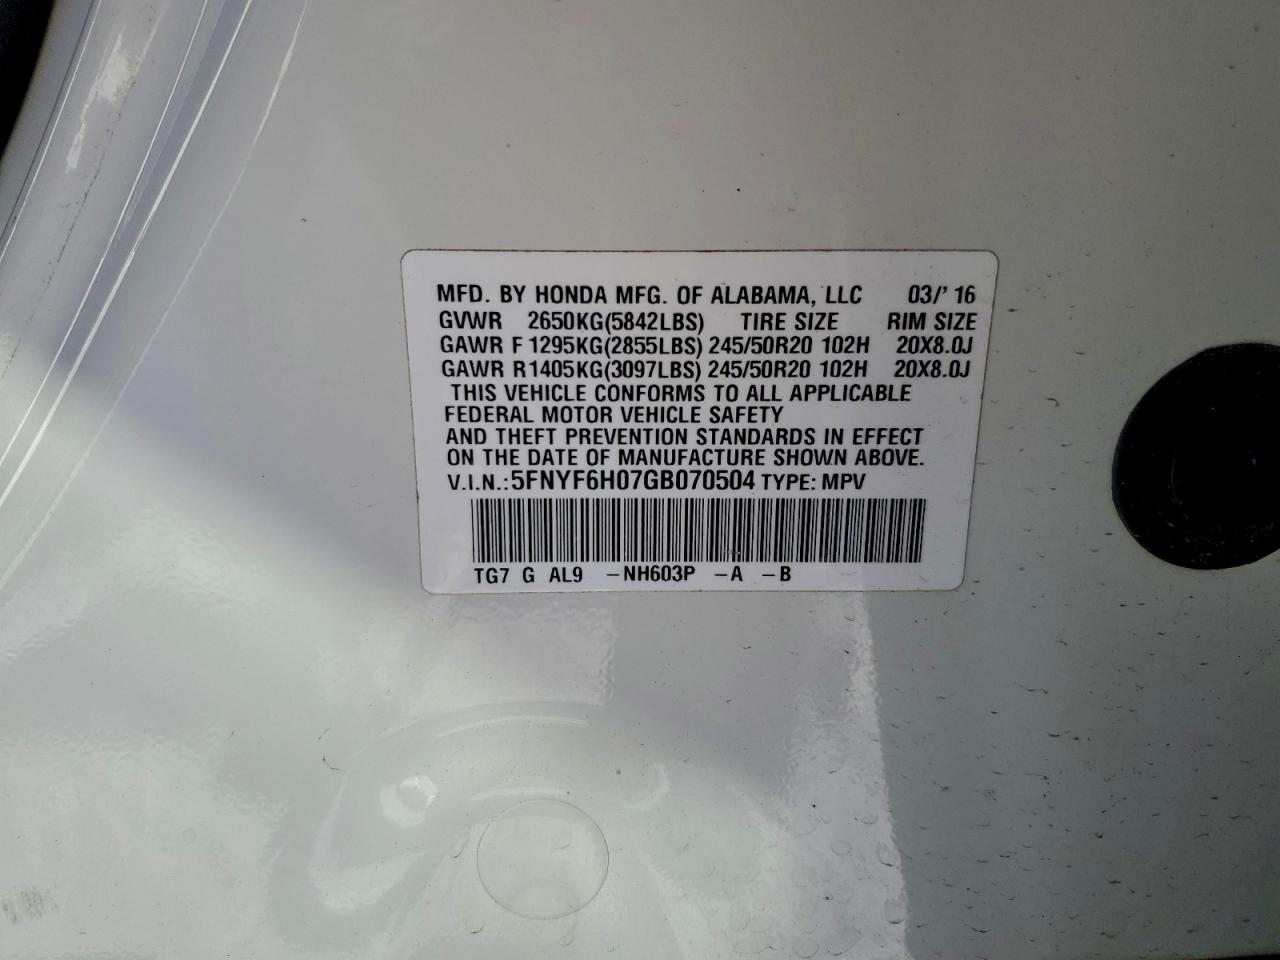 MFD. BY HONDA MFG. OF ALABAMA, LLC 03/'16
GVWR 2650KG(5842LBS) TIRE SIZE RIM SIZE
GAWR F 1295KG(2855LBS) 245/50R20 102H 20X8.0J
GAWR R 1405KG(3097LBS) 245/50R20 102H 20X8.0J
THIS VEHICLE CONFORMS TO ALL APPLICABLE
FEDERAL MOTOR VEHICLE SAFETY
AND THEFT PREVENTION STANDARDS IN EFFECT
ON THE DATE OF MANUFACTURE SHOWN ABOVE.
V.I.N.: 5FNYF6H07GB070504 TYPE: MPV
TG7 G AL9 -NH603P -A -B